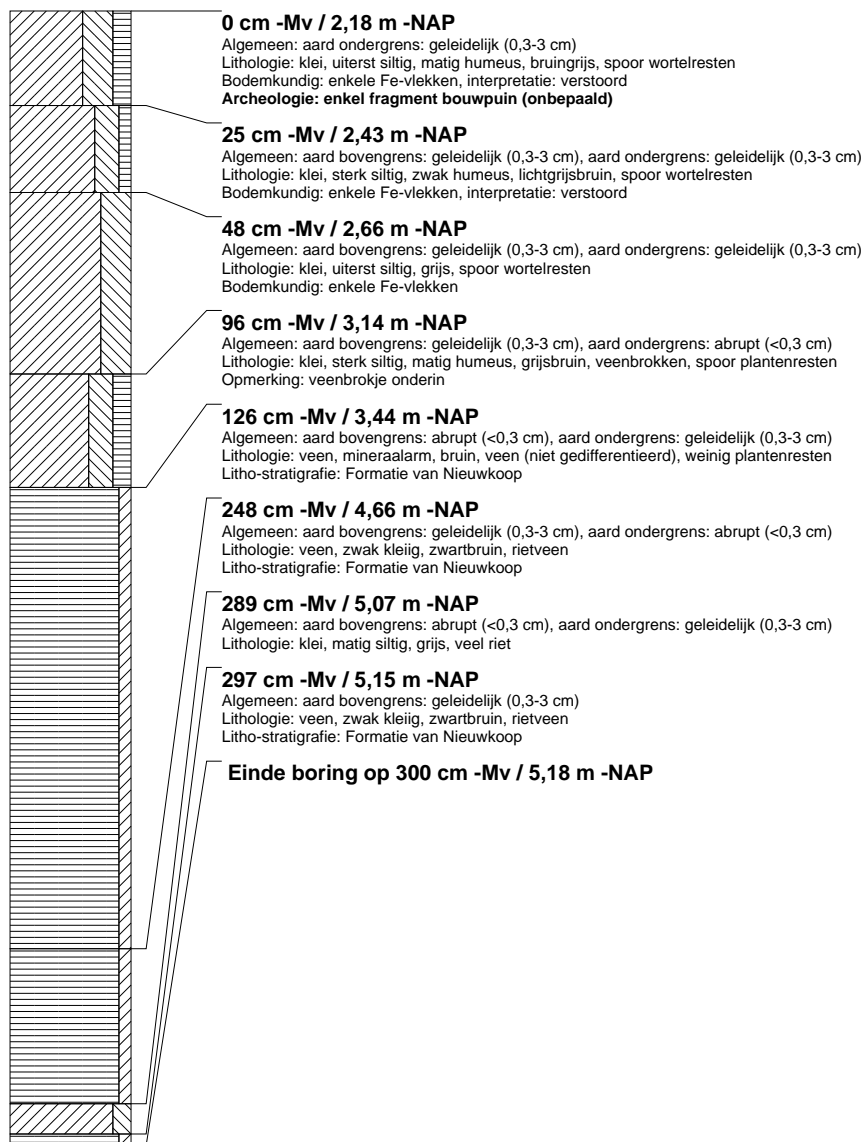 0 cm -Mv / 2,18 m -NAP
Algemeen: aard ondergrens: geleidelijk (0,3-3 cm)
Lithologie: klei, uiterst siltig, matig humeus, bruingrijs, spoor wortelresten
Bodemkundig: enkele Fe-vlekken, interpretatie: verstoord
Archeologie: enkel fragment bouwpuin (onbepaald)
25 cm -Mv / 2,43 m -NAP
Algemeen: aard bovengrens: geleidelijk (0,3-3 cm), aard ondergrens: geleidelijk (0,3-3 cm)
Lithologie: klei, sterk siltig, zwak humeus, lichtgrijsbruin, spoor wortelresten
Bodemkundig: enkele Fe-vlekken, interpretatie: verstoord
48 cm -Mv / 2,66 m -NAP
Algemeen: aard bovengrens: geleidelijk (0,3-3 cm), aard ondergrens: geleidelijk (0,3-3 cm)
Lithologie: klei, uiterst siltig, grijs, spoor wortelresten
Bodemkundig: enkele Fe-vlekken
96 cm -Mv / 3,14 m -NAP
Algemeen: aard bovengrens: geleidelijk (0,3-3 cm), aard ondergrens: abrupt (<0,3 cm)
Lithologie: klei, sterk siltig, matig humeus, grijsbruin, veenbrokken, spoor plantenresten
Opmerking: veenbrokje onderin
126 cm -Mv / 3,44 m -NAP
Algemeen: aard bovengrens: abrupt (<0,3 cm), aard ondergrens: geleidelijk (0,3-3 cm)
Lithologie: veen, mineraalarm, bruin, veen (niet gedifferentieerd), weinig plantenresten
Litho-stratigrafie: Formatie van Nieuwkoop
248 cm -Mv / 4,66 m -NAP
Algemeen: aard bovengrens: geleidelijk (0,3-3 cm), aard ondergrens: abrupt (<0,3 cm)
Lithologie: veen, zwak kleiig, zwartbruin, rietveen
Litho-stratigrafie: Formatie van Nieuwkoop
289 cm -Mv / 5,07 m -NAP
Algemeen: aard bovengrens: abrupt (<0,3 cm), aard ondergrens: geleidelijk (0,3-3 cm)
Lithologie: klei, matig siltig, grijs, veel riet
297 cm -Mv / 5,15 m -NAP
Algemeen: aard bovengrens: geleidelijk (0,3-3 cm)
Lithologie: veen, zwak kleiig, zwartbruin, rietveen
Litho-stratigrafie: Formatie van Nieuwkoop
Einde boring op 300 cm -Mv / 5,18 m -NAP